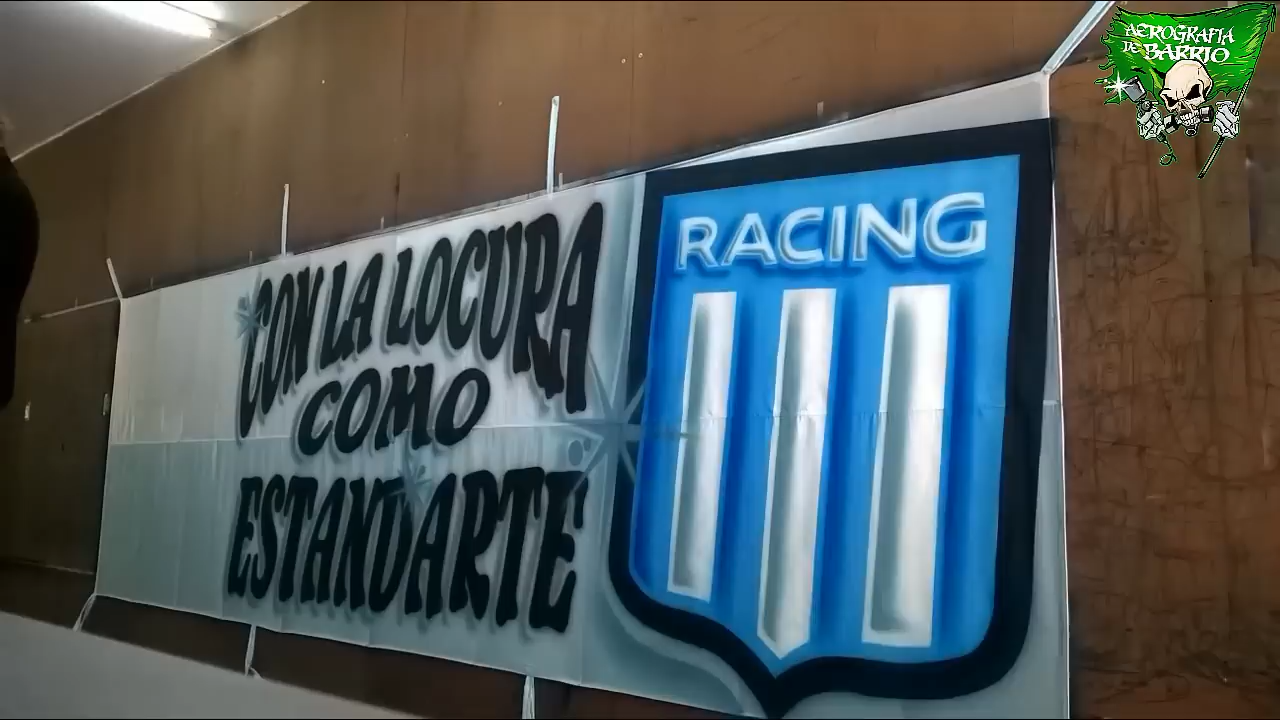 AEROGRAFIA
DE BARRIO
RACING
CON LA LOCURA
COMO
ESTANDARTE